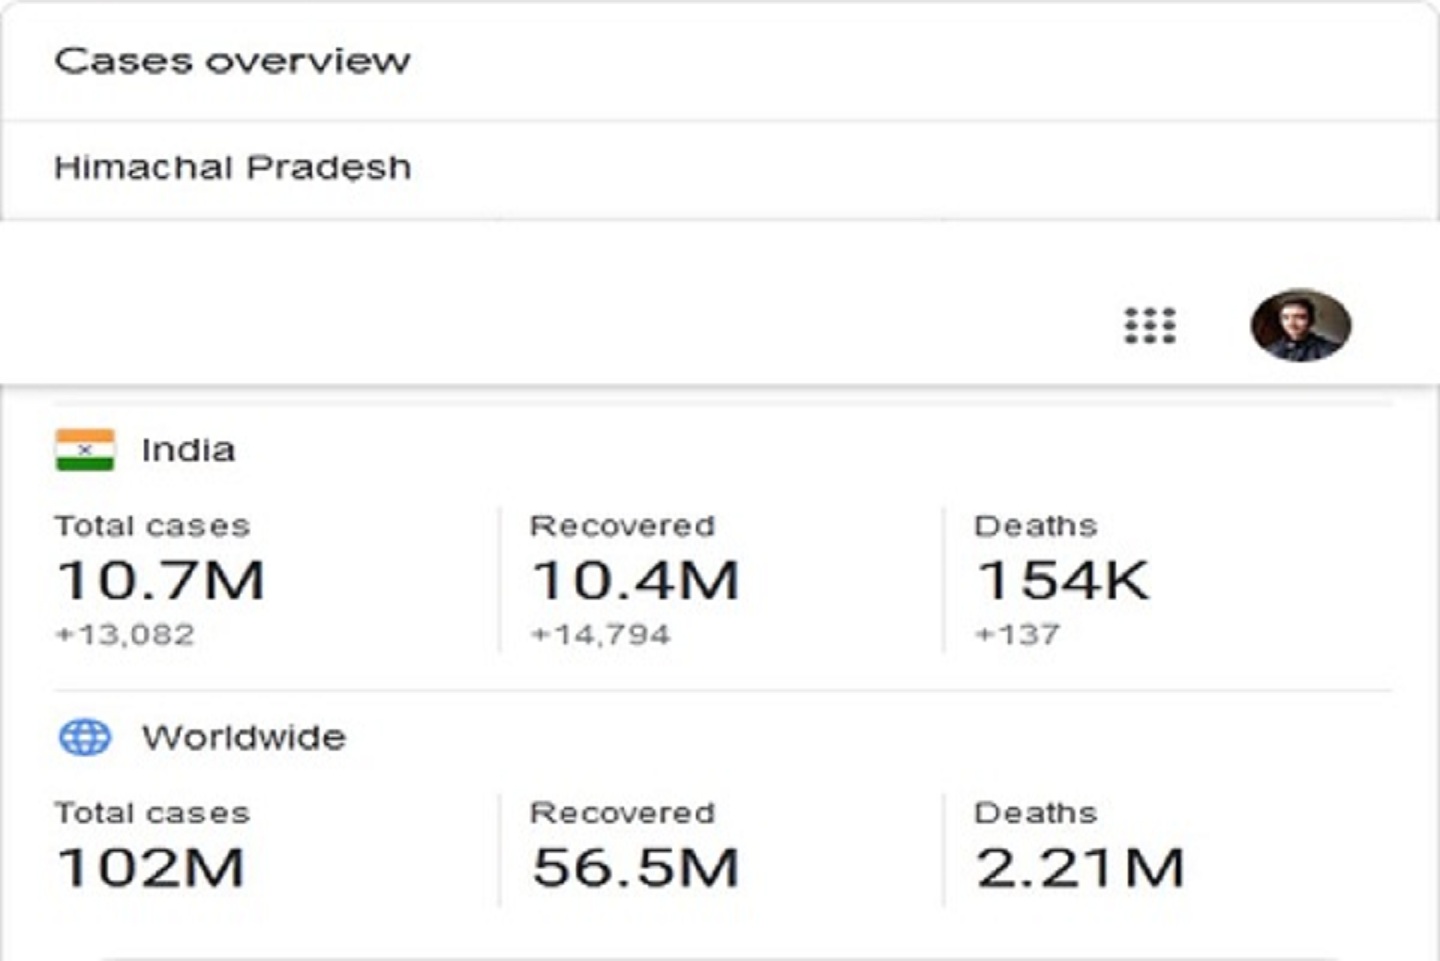 Cases overview
Himachal Pradesh
India
Total cases Recovered Deaths
10.7M 10.4M 154K
+13,082 +14,794 +137
Worldwide
Total cases Recovered Deaths
102M 56.5M 2.21M